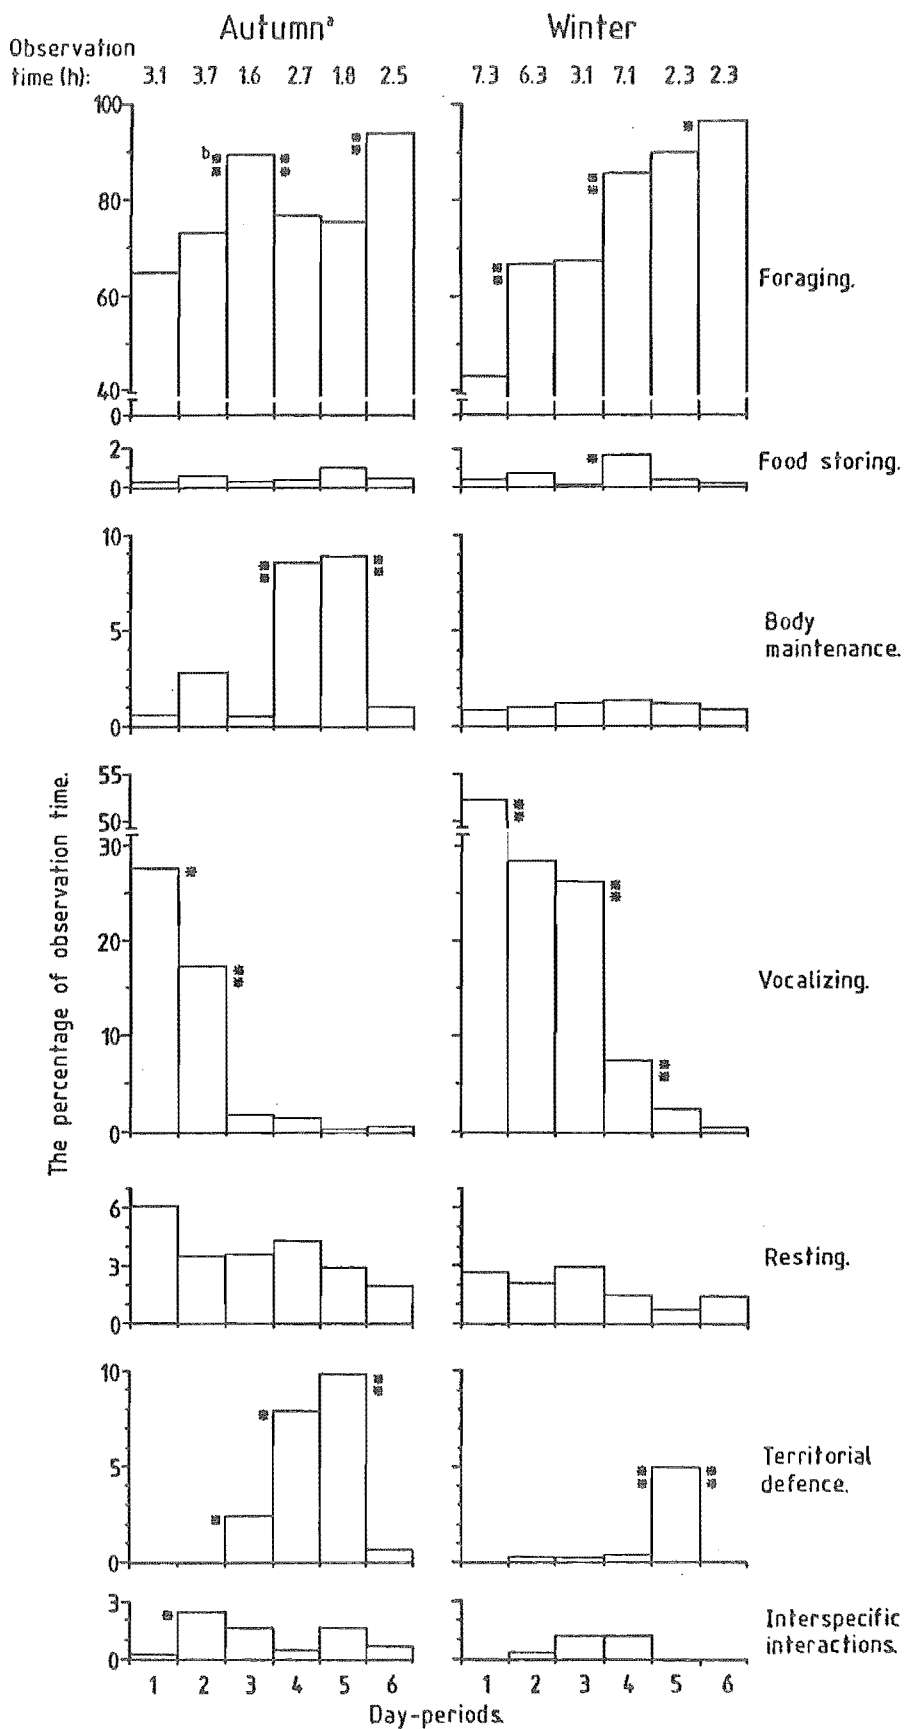 Autumnᵃ Winter
Observation
time (h): 3.1 3.7 1.6 2.7 1.8 2.5 7.3 6.3 3.1 7.1 2.3 2.3
100
80
60
40
0
b
**
**
**
**
**
*
Foraging.
2
0
*
Food storing.
10
5
0
**
**
Body
maintenance.
55
50
30
20
10
0
*
**
**
**
**
Vocalizing.
6
3
0
Resting.
10
5
0
*
*
**
**
**
Territorial
defence.
3
0
*
Interspecific
interactions.
1 2 3 4 5 6 1 2 3 4 5 6
Day-periods.
The percentage of observation time.